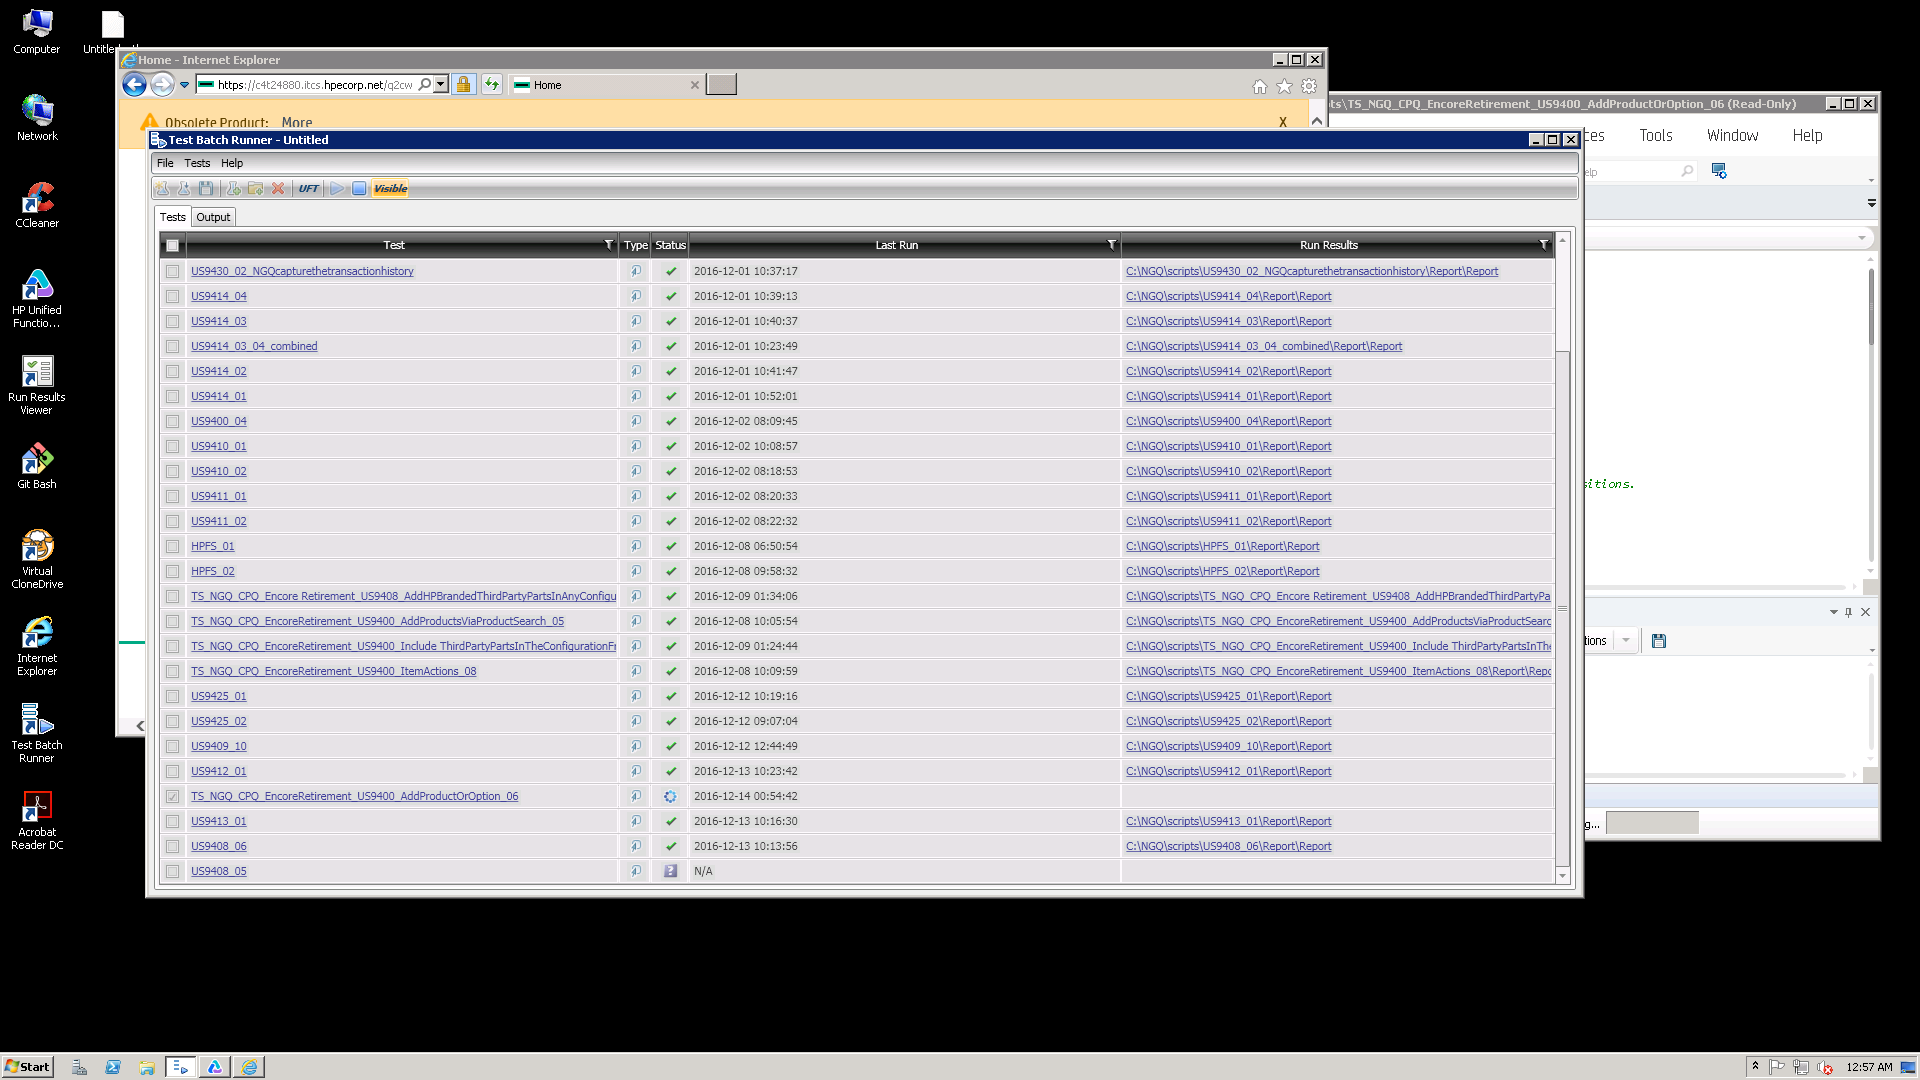 Computer
Untitled
Network
CCleaner
HP Unified
Functio...
Run Results
Viewer
Git Bash
Virtual
CloneDrive
Internet
Explorer
Test Batch
Runner
Acrobat
Reader DC
Home - Internet Explorer
https://c4t24880.itcs.hpecorp.net/q2cw
Home
Obsolete Product: More
X
ts\TS_NGQ_CPQ_EncoreRetirement_US9400_AddProductOrOption_06 (Read-Only)
ces Tools Window Help
elp
itions.
tions
g...
Test Batch Runner - Untitled
File Tests Help
UFT Visible
Tests Output
Test Type Status Last Run Run Results
US9430_02_NGQcapturethetransactionhistory 2016-12-01 10:37:17 C:\NGQ\scripts\US9430_02_NGQcapturethetransactionhistory\Report\Report
US9414_04 2016-12-01 10:39:13 C:\NGQ\scripts\US9414_04\Report\Report
US9414_03 2016-12-01 10:40:37 C:\NGQ\scripts\US9414_03\Report\Report
US9414_03_04_combined 2016-12-01 10:23:49 C:\NGQ\scripts\US9414_03_04_combined\Report\Report
US9414_02 2016-12-01 10:41:47 C:\NGQ\scripts\US9414_02\Report\Report
US9414_01 2016-12-01 10:52:01 C:\NGQ\scripts\US9414_01\Report\Report
US9400_04 2016-12-02 08:09:45 C:\NGQ\scripts\US9400_04\Report\Report
US9410_01 2016-12-02 10:08:57 C:\NGQ\scripts\US9410_01\Report\Report
US9410_02 2016-12-02 08:18:53 C:\NGQ\scripts\US9410_02\Report\Report
US9411_01 2016-12-02 08:20:33 C:\NGQ\scripts\US9411_01\Report\Report
US9411_02 2016-12-02 08:22:32 C:\NGQ\scripts\US9411_02\Report\Report
HPFS_01 2016-12-08 06:50:54 C:\NGQ\scripts\HPFS_01\Report\Report
HPFS_02 2016-12-08 09:58:32 C:\NGQ\scripts\HPFS_02\Report\Report
TS_NGQ_CPQ_Encore Retirement_US9408_AddHPBrandedThirdPartyPartsInAnyConfigu 2016-12-09 01:34:06 C:\NGQ\scripts\TS_NGQ_CPQ_Encore Retirement_US9408_AddHPBrandedThirdPartyPa
TS_NGQ_CPQ_EncoreRetirement_US9400_AddProductsViaProductSearch_05 2016-12-08 10:05:54 C:\NGQ\scripts\TS_NGQ_CPQ_EncoreRetirement_US9400_AddProductsViaProductSearc
TS_NGQ_CPQ_EncoreRetirement_US9400_Include ThirdPartyPartsInTheConfigurationFr 2016-12-09 01:24:44 C:\NGQ\scripts\TS_NGQ_CPQ_EncoreRetirement_US9400_Include ThirdPartyPartsInThe
TS_NGQ_CPQ_EncoreRetirement_US9400_ItemActions_08 2016-12-08 10:09:59 C:\NGQ\scripts\TS_NGQ_CPQ_EncoreRetirement_US9400_ItemActions_08\Report\Repo
US9425_01 2016-12-12 10:19:16 C:\NGQ\scripts\US9425_01\Report\Report
US9425_02 2016-12-12 09:07:04 C:\NGQ\scripts\US9425_02\Report\Report
US9409_10 2016-12-12 12:44:49 C:\NGQ\scripts\US9409_10\Report\Report
US9412_01 2016-12-13 10:23:42 C:\NGQ\scripts\US9412_01\Report\Report
TS_NGQ_CPQ_EncoreRetirement_US9400_AddProductOrOption_06 2016-12-14 00:54:42
US9413_01 2016-12-13 10:16:30 C:\NGQ\scripts\US9413_01\Report\Report
US9408_06 2016-12-13 10:13:56 C:\NGQ\scripts\US9408_06\Report\Report
US9408_05 ? N/A
Start
12:57 AM